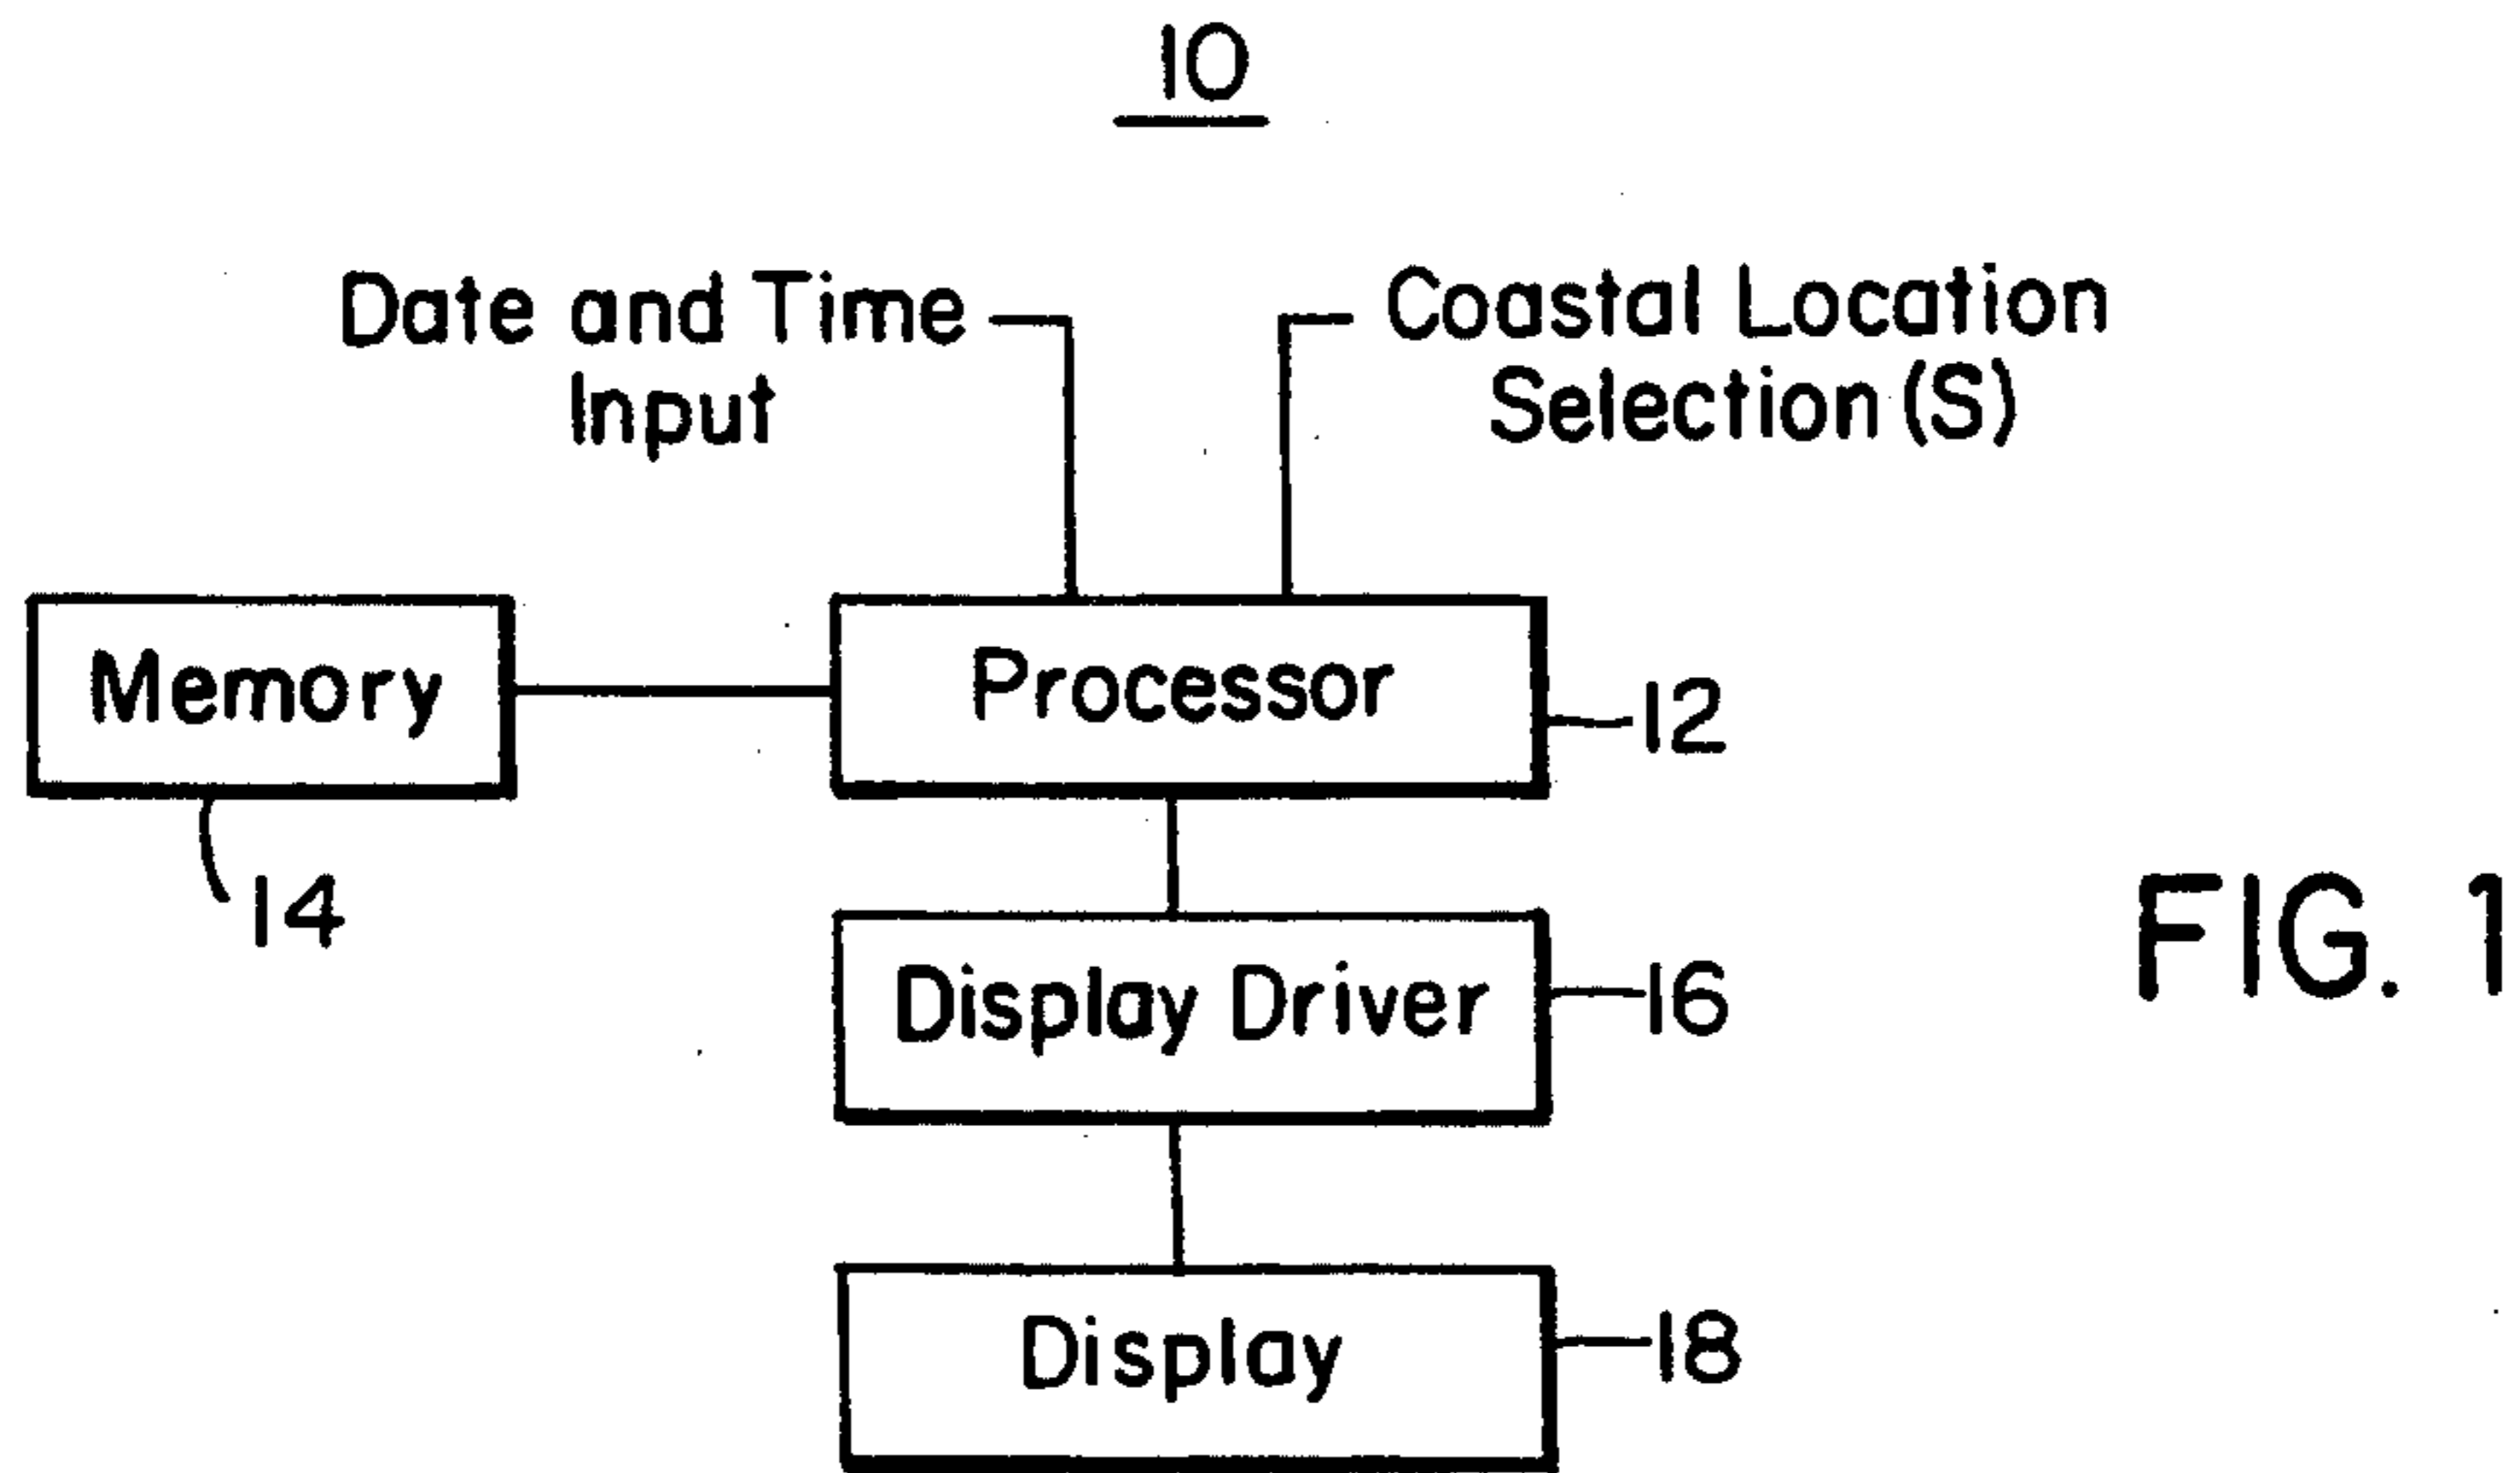 10
Date and Time
Input
Coastal Location
Selection (S)
Memory
Processor
12
14
Display Driver
16
FIG. 1
Display
18